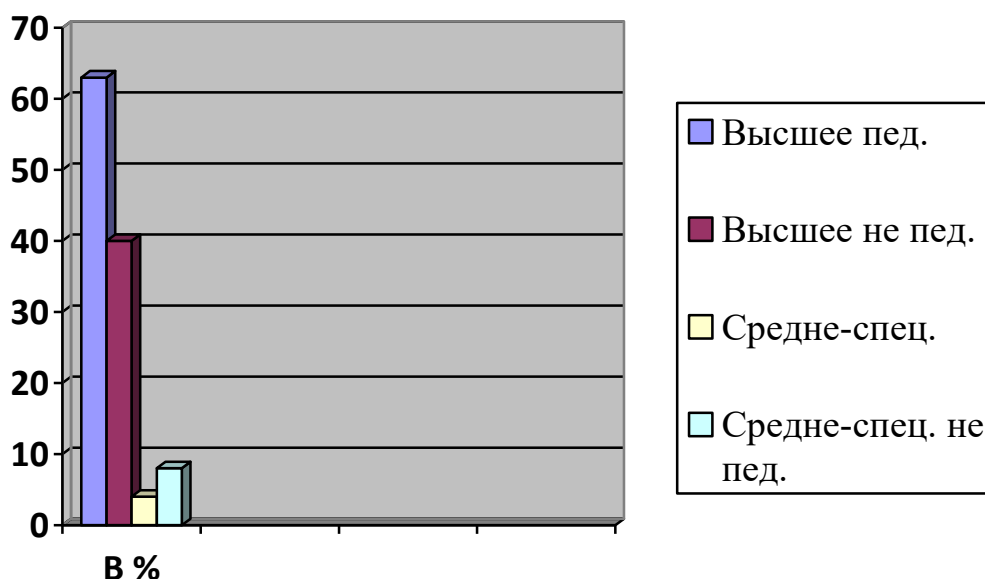 70
60
50
40
30
20
10
0
В %
Высшее пед.
Высшее не пед.
Средне-спец.
Средне-спец. не
пед.